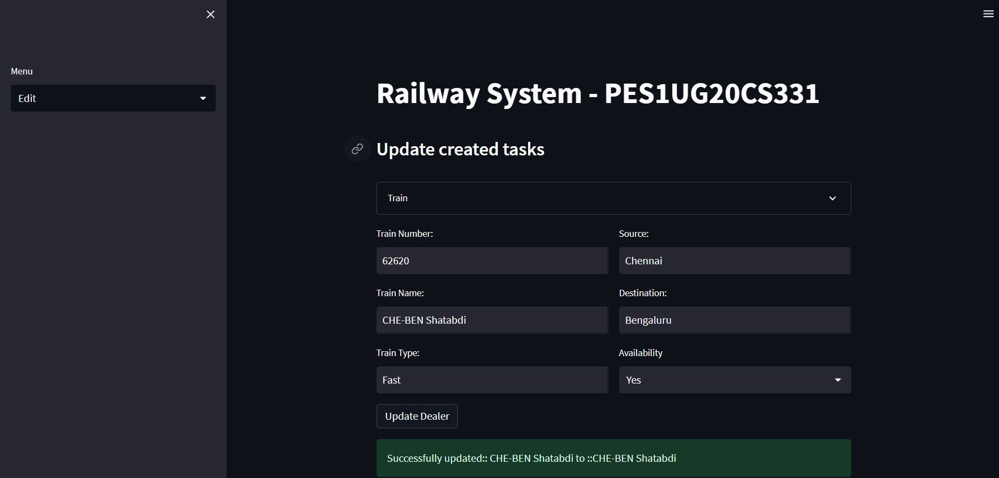 Menu
Edit
Railway System - PES1UG20CS331
Update created tasks
Train
Train Number:
62620
Source:
Chennai
Train Name:
CHE-BEN Shatabdi
Destination:
Bengaluru
Train Type:
Fast
Availability
Yes
Update Dealer
Successfully updated:: CHE-BEN Shatabdi to ::CHE-BEN Shatabdi